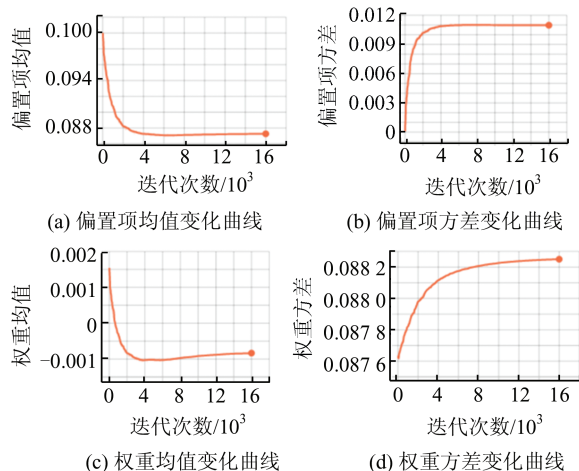 0.100
0.094
0.088
偏置项均值
0 4 8 12 16
迭代次数/10³
(a) 偏置项均值变化曲线
0.012
0.009
0.006
0.003
0
偏置项方差
0 4 8 12 16
迭代次数/10³
(b) 偏置项方差变化曲线
0.002
0.001
0
−0.001
权重均值
0 4 8 12 16
迭代次数/10³
(c) 权重均值变化曲线
0.088 2
0.088 0
0.087 8
0.087 6
权重方差
0 4 8 12 16
迭代次数/10³
(d) 权重方差变化曲线